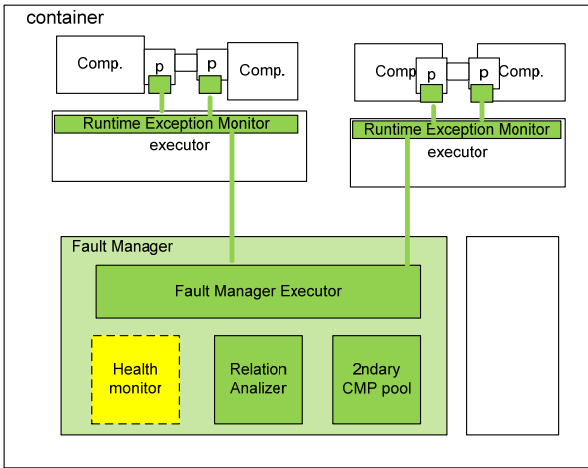 container
Comp.
p
p
Comp.
Comp
p
p
Comp.
Runtime Exception Monitor
executor
Runtime Exception Monitor
executor
Fault Manager
Fault Manager Executor
Health
monitor
Relation
Analizer
2ndary
CMP pool